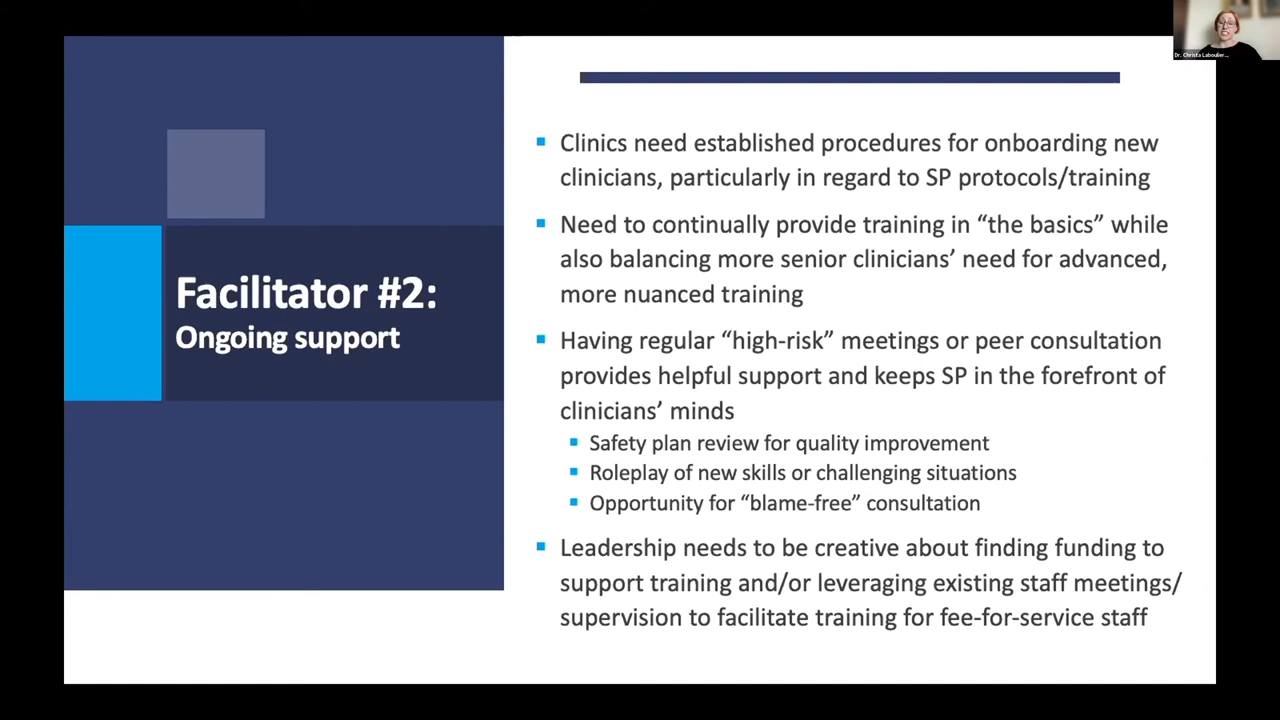 Dr. Christa Labouliere...
Facilitator #2:
Ongoing support
Clinics need established procedures for onboarding new
clinicians, particularly in regard to SP protocols/training
Need to continually provide training in “the basics” while
also balancing more senior clinicians’ need for advanced,
more nuanced training
Having regular “high-risk” meetings or peer consultation
provides helpful support and keeps SP in the forefront of
clinicians’ minds
Safety plan review for quality improvement
Roleplay of new skills or challenging situations
Opportunity for “blame-free” consultation
Leadership needs to be creative about finding funding to
support training and/or leveraging existing staff meetings/
supervision to facilitate training for fee-for-service staff